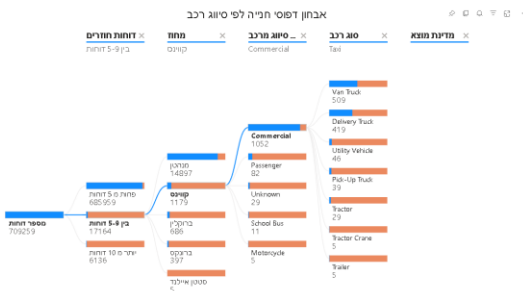 אבחון דפוסי חנייה לפי סיווג רכב
דוחות חוזרים
בין 5-9 דוחות
מחוז
קווינס
סיווג מרכב ...
Commercial
סוג רכב
Taxi
מדינת מוצא
מספר דוחות
709259
פחות מ 5 דוחות
685959
בין 5-9 דוחות
17164
יותר מ 10 דוחות
6136
מנהטן
14897
קווינס
1179
ברוקלין
686
ברונקס
397
סטטן איילנד
5
Commercial
1052
Passenger
82
Unknown
29
School Bus
11
Motorcycle
5
Van Truck
509
Delivery Truck
419
Utility Vehicle
46
Pick-Up Truck
39
Tractor
29
Tractor Crane
5
Trailer
5